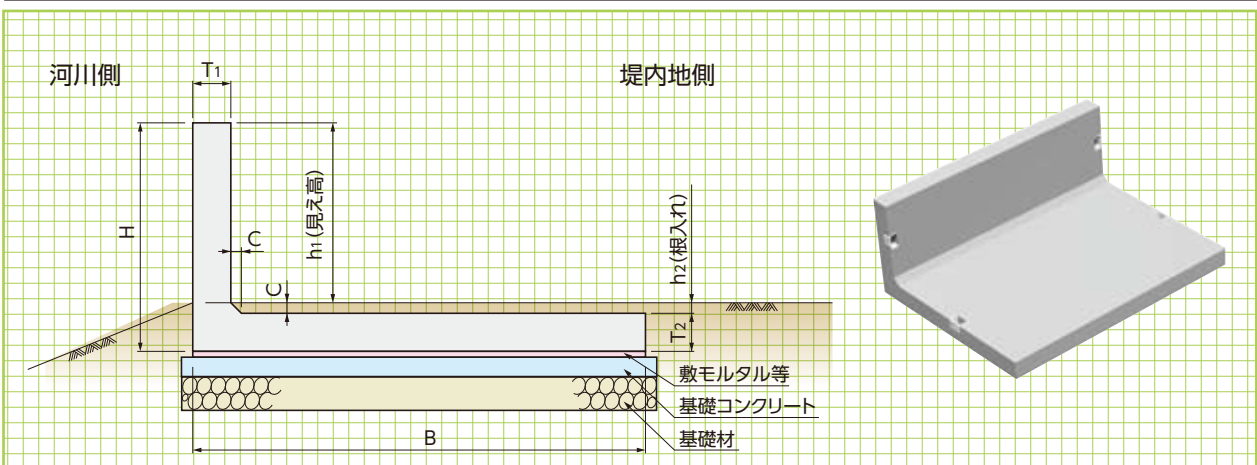 河川側
T1
堤内地側
H
h1(見え高)
C
C
h2(根入れ)
T2
敷モルタル等
基礎コンクリート
基礎材
B